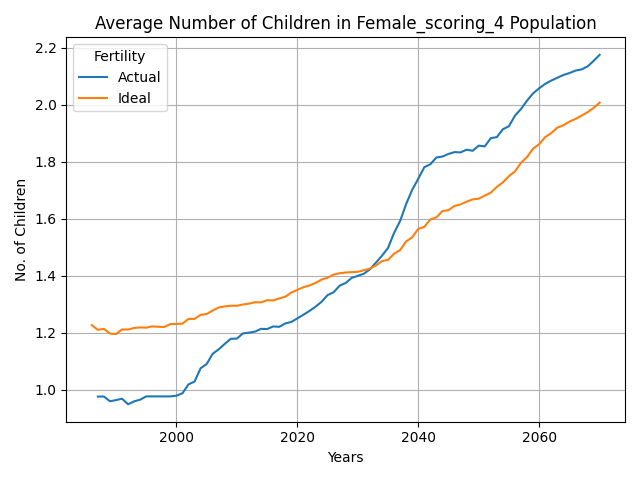 Average Number of Children in Female_scoring_4 Population
Fertility
Actual
Ideal
No. of Children
2.2
2.0
1.8
1.6
1.4
1.2
1.0
2000
2020
2040
2060
Years